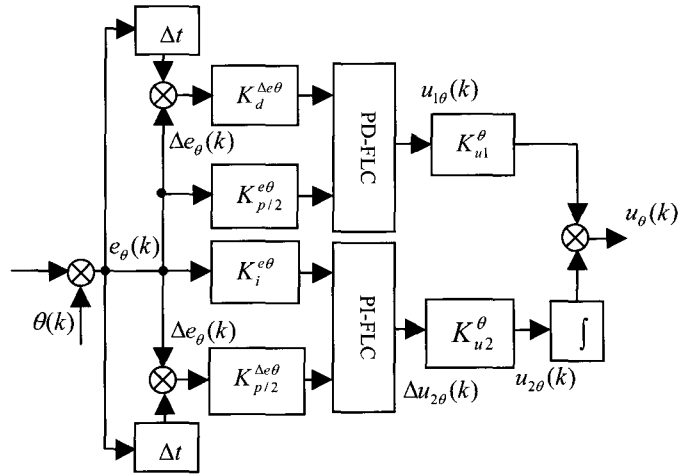 Δt
K_d^{Δeθ}
PD-FLC
u_{1θ}(k)
K_{u1}^{θ}
Δe_θ(k)
K_{p/2}^{eθ}
u_θ(k)
e_θ(k)
K_i^{eθ}
PI-FLC
θ(k)
Δe_θ(k)
K_{u2}^{θ}
∫
K_{p/2}^{Δeθ}
Δu_{2θ}(k)
u_{2θ}(k)
Δt